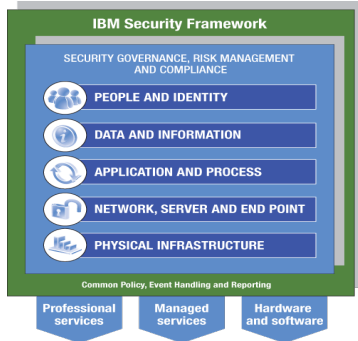 IBM Security Framework
SECURITY GOVERNANCE, RISK MANAGEMENT
AND COMPLIANCE
PEOPLE AND IDENTITY
DATA AND INFORMATION
APPLICATION AND PROCESS
NETWORK, SERVER AND END POINT
PHYSICAL INFRASTRUCTURE
Common Policy, Event Handling and Reporting
Professional
services
Managed
services
Hardware
and software